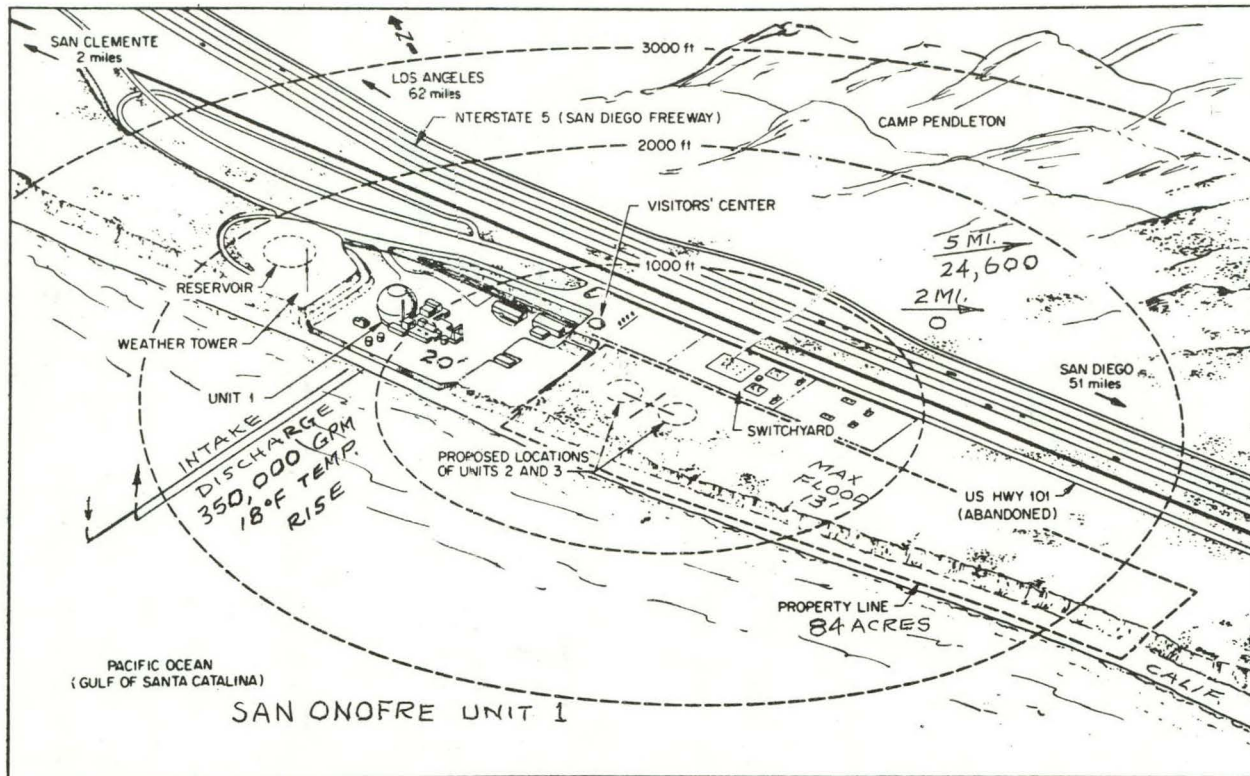 SAN CLEMENTE
2 miles
N
LOS ANGELES
62 miles
NTERSTATE 5 (SAN DIEGO FREEWAY)
3000 ft
CAMP PENDLETON
2000 ft
VISITORS' CENTER
5 MI.
24,600
2 MI.
0
1000 ft
RESERVOIR
WEATHER TOWER
20'
UNIT 1
SAN DIEGO
51 miles
SWITCHYARD
INTAKE
DISCHARGE
350,000 GPM
18°F TEMP.
RISE
PROPOSED LOCATIONS
OF UNITS 2 AND 3
MAX
FLOOD
13'
US HWY 101
(ABANDONED)
PROPERTY LINE
84 ACRES
PACIFIC OCEAN
(GULF OF SANTA CATALINA)
CALIF
SAN ONOFRE UNIT 1